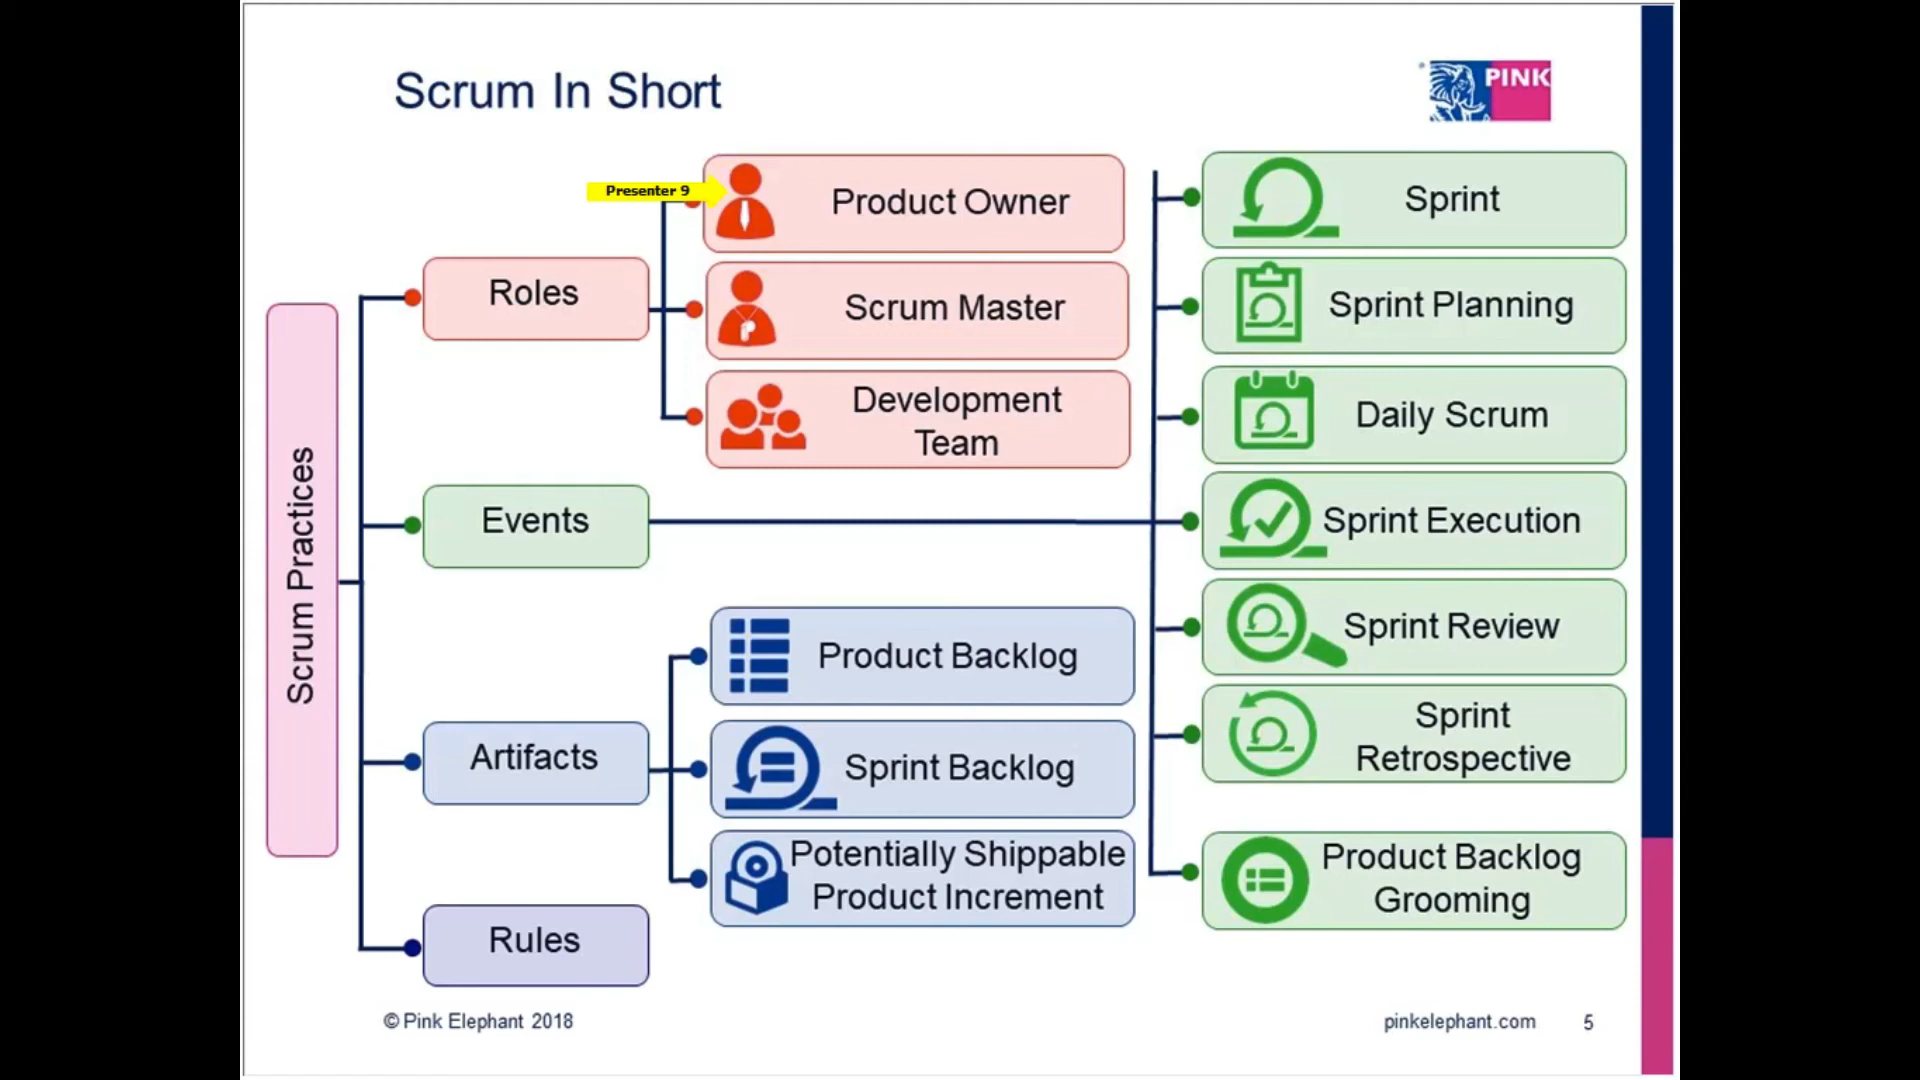 Scrum In Short
PINK
Presenter 9
Product Owner
Scrum Master
Development
Team
Roles
Scrum Practices
Events
Artifacts
Rules
Product Backlog
Sprint Backlog
Potentially Shippable
Product Increment
Sprint
Sprint Planning
Daily Scrum
Sprint Execution
Sprint Review
Sprint
Retrospective
Product Backlog
Grooming
© Pink Elephant 2018
pinkelephant.com
5